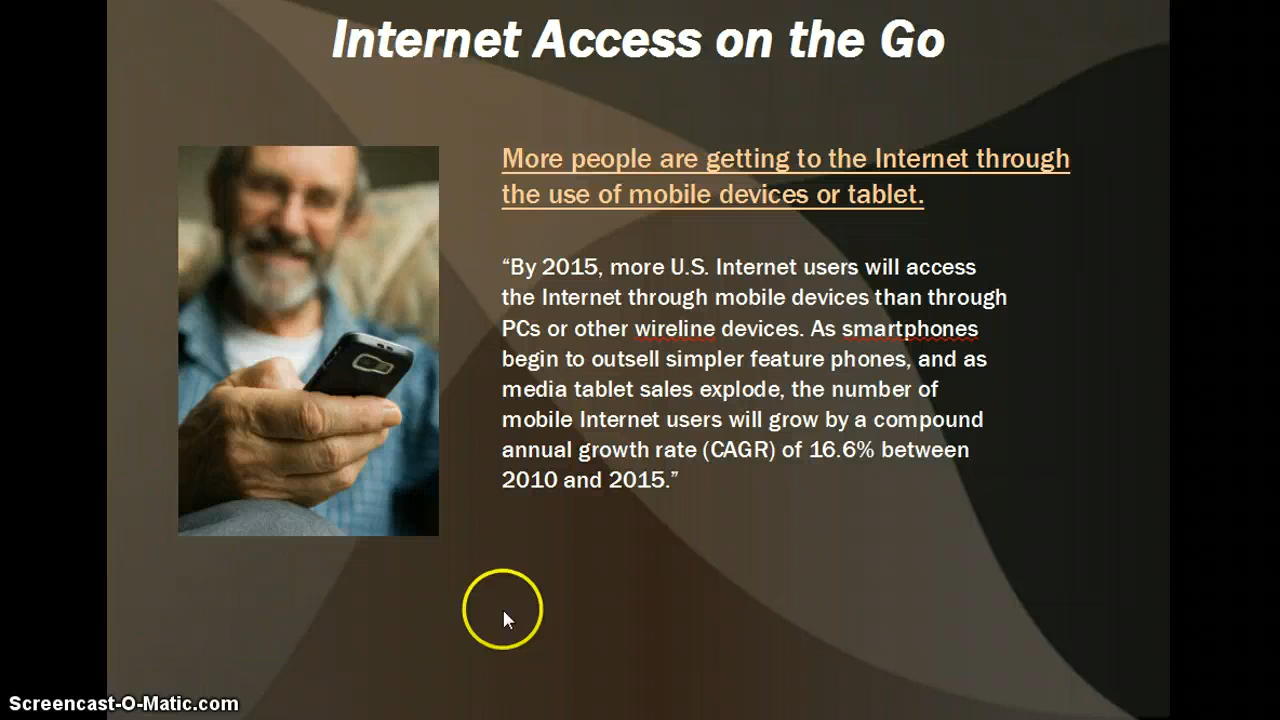 Internet Access on the Go
More people are getting to the Internet through
the use of mobile devices or tablet.
“By 2015, more U.S. Internet users will access
the Internet through mobile devices than through
PCs or other wireline devices. As smartphones
begin to outsell simpler feature phones, and as
media tablet sales explode, the number of
mobile Internet users will grow by a compound
annual growth rate (CAGR) of 16.6% between
2010 and 2015.”
Screencast-O-Matic.com